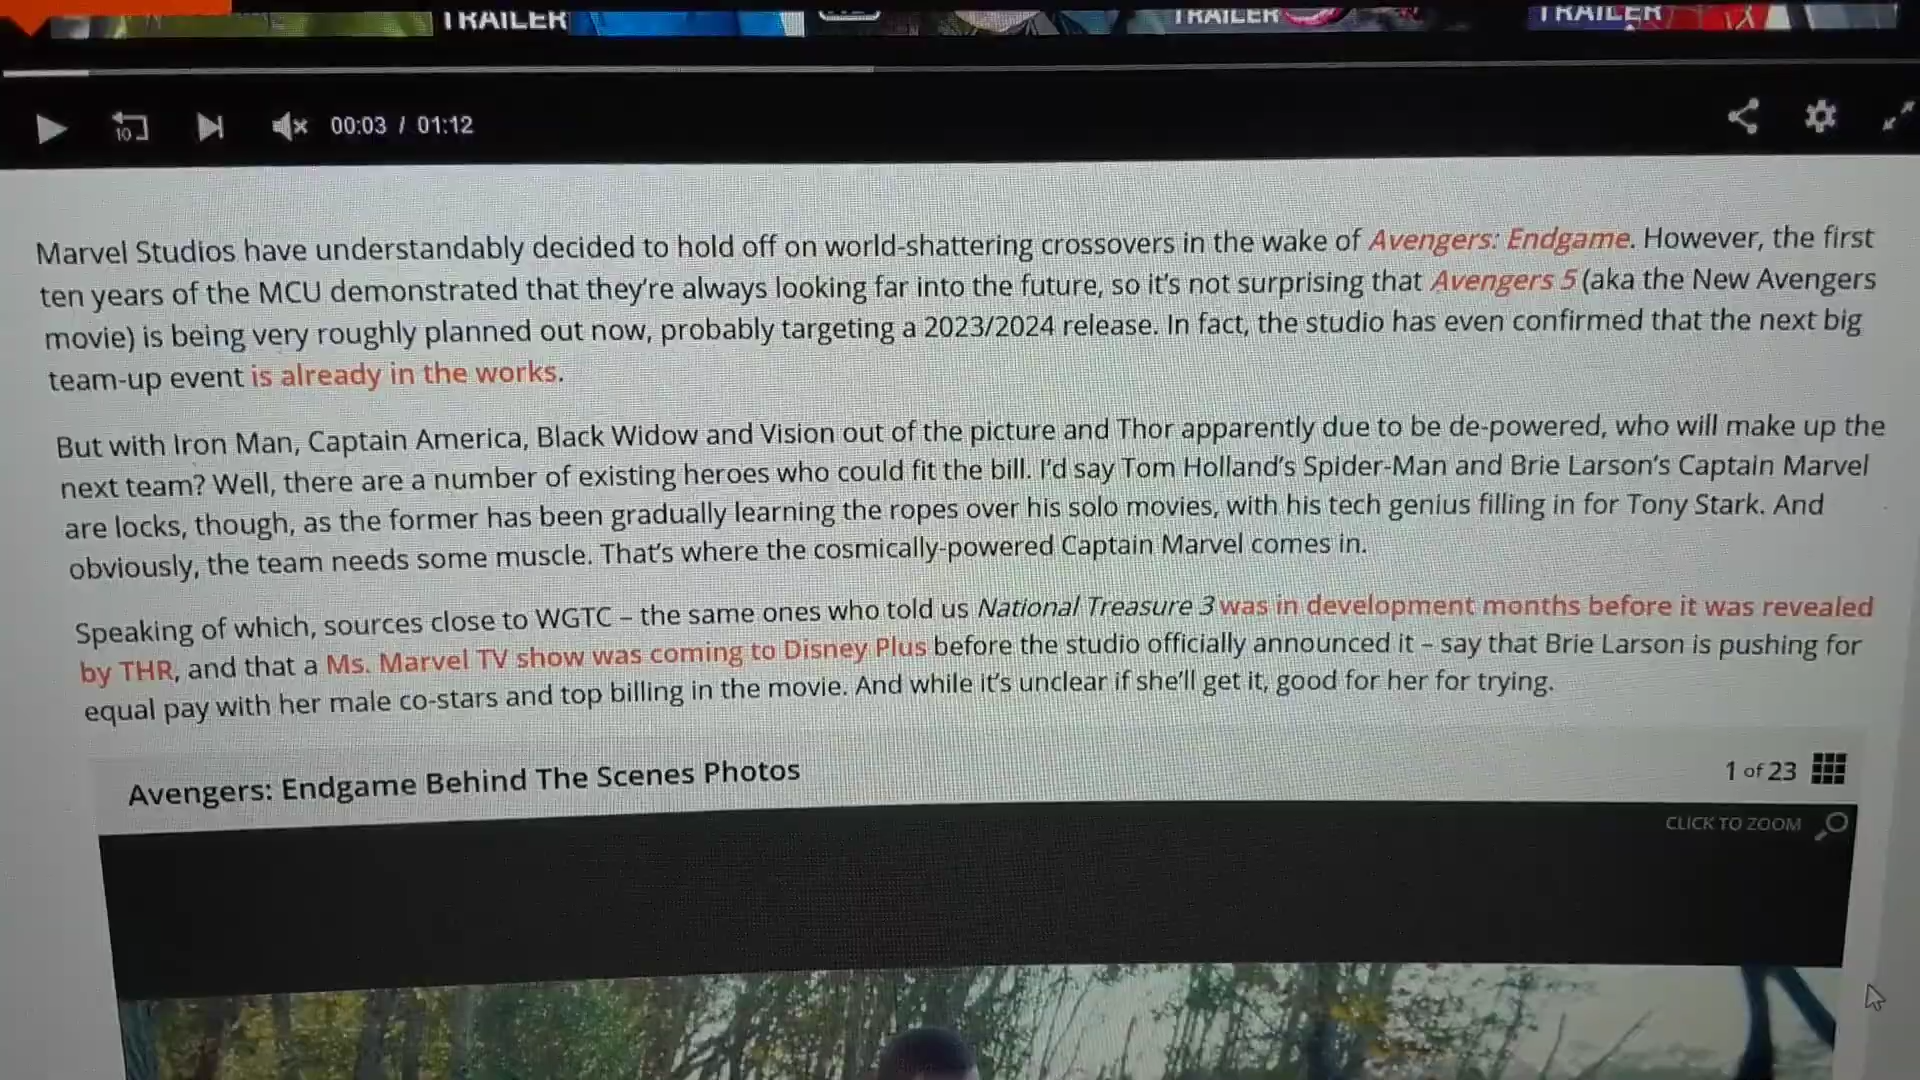 TRAILER
TRAILER
TRAILER
10
00:03 / 01:12
Marvel Studios have understandably decided to hold off on world-shattering crossovers in the wake of Avengers: Endgame. However, the first
ten years of the MCU demonstrated that they're always looking far into the future, so it's not surprising that Avengers 5 (aka the New Avengers
movie) is being very roughly planned out now, probably targeting a 2023/2024 release. In fact, the studio has even confirmed that the next big
team-up event is already in the works.
But with Iron Man, Captain America, Black Widow and Vision out of the picture and Thor apparently due to be de-powered, who will make up the
next team? Well, there are a number of existing heroes who could fit the bill. I'd say Tom Holland's Spider-Man and Brie Larson's Captain Marvel
are locks, though, as the former has been gradually learning the ropes over his solo movies, with his tech genius filling in for Tony Stark. And
obviously, the team needs some muscle. That's where the cosmically-powered Captain Marvel comes in.
Speaking of which, sources close to WGTC – the same ones who told us National Treasure 3 was in development months before it was revealed
by THR, and that a Ms. Marvel TV show was coming to Disney Plus before the studio officially announced it – say that Brie Larson is pushing for
equal pay with her male co-stars and top billing in the movie. And while it's unclear if she'll get it, good for her for trying.
Avengers: Endgame Behind The Scenes Photos
1 of 23
CLICK TO ZOOM